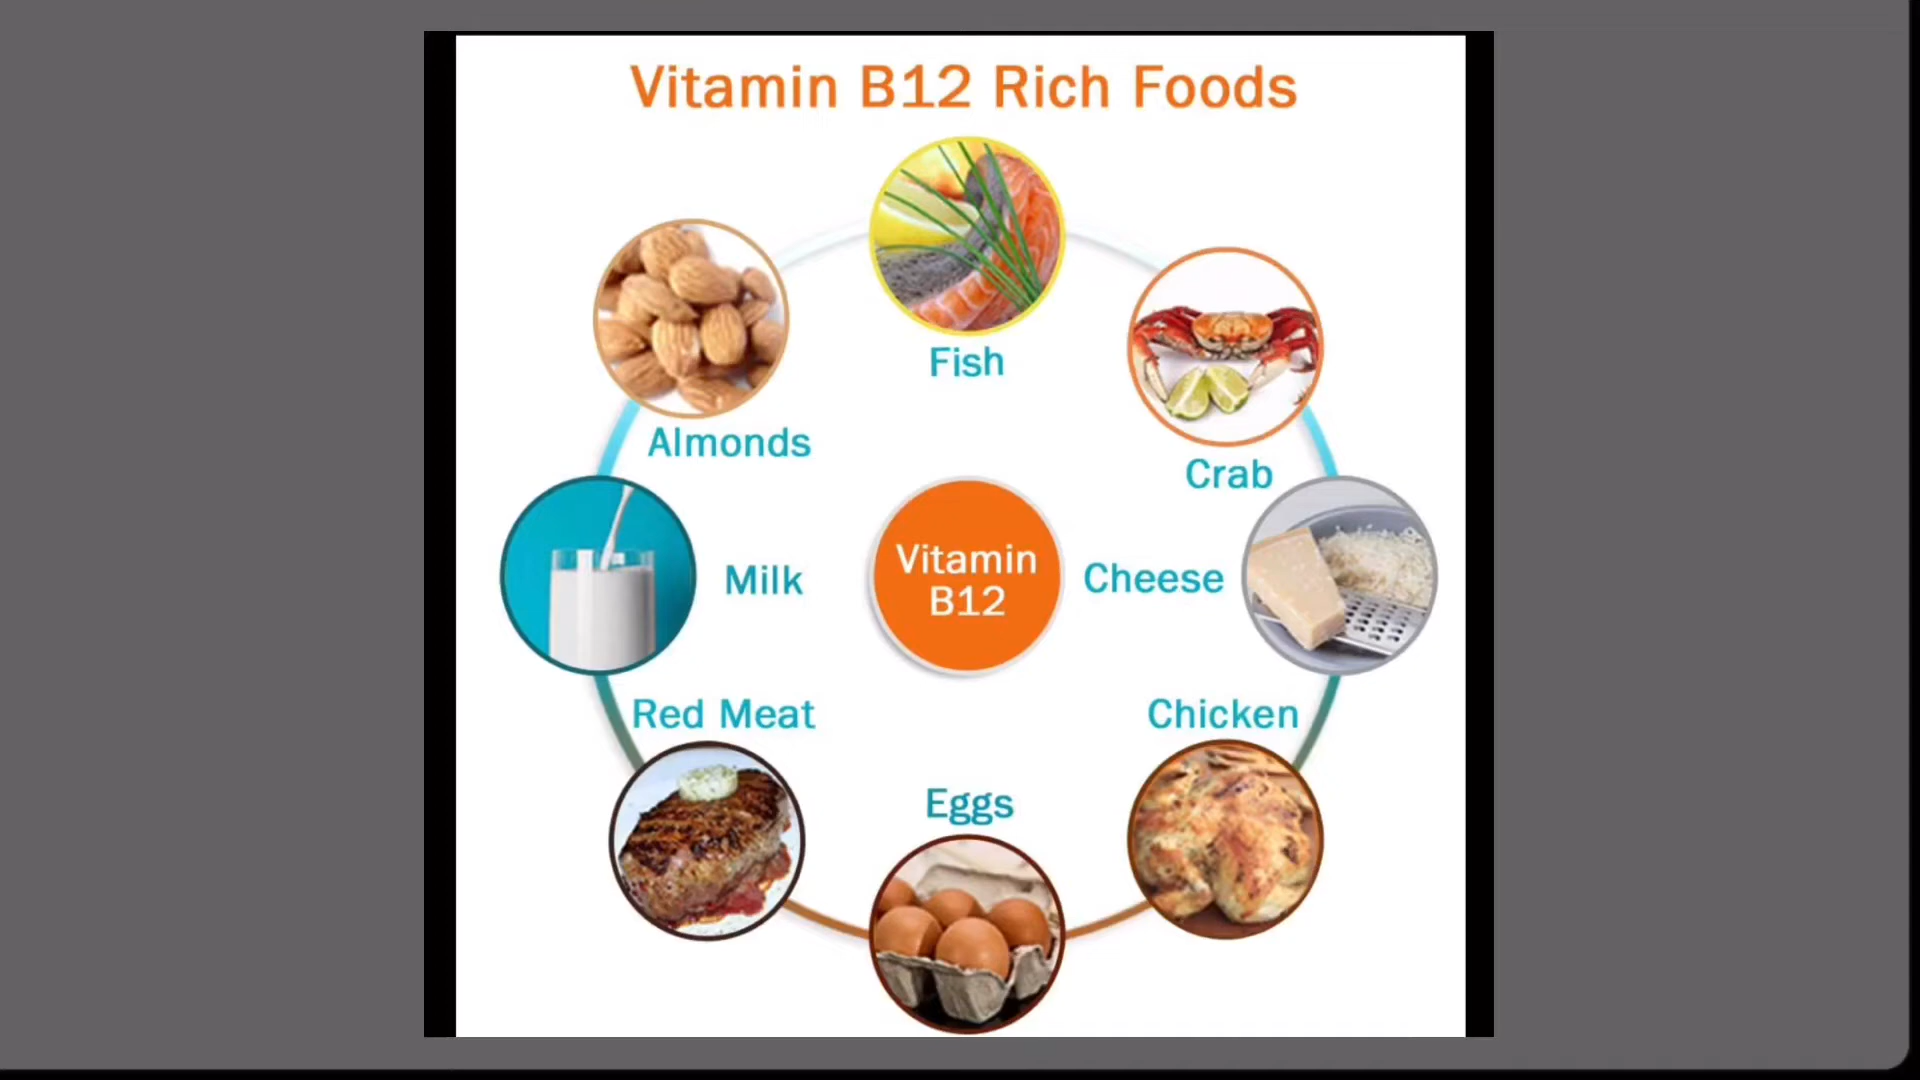 Vitamin B12 Rich Foods
Fish
Almonds
Crab
Milk
Vitamin
B12
Cheese
Red Meat
Chicken
Eggs